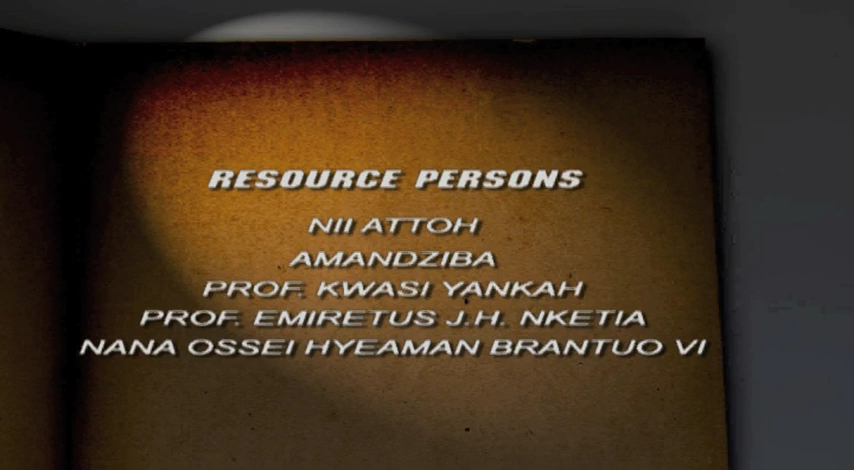 RESOURCE PERSONS
NII ATTOH
AMANDZIBA
PROF. KWASI YANKAH
PROF. EMIRETUS J.H. NKETIA
NANA OSSEI HYEAMAN BRANTUO VI